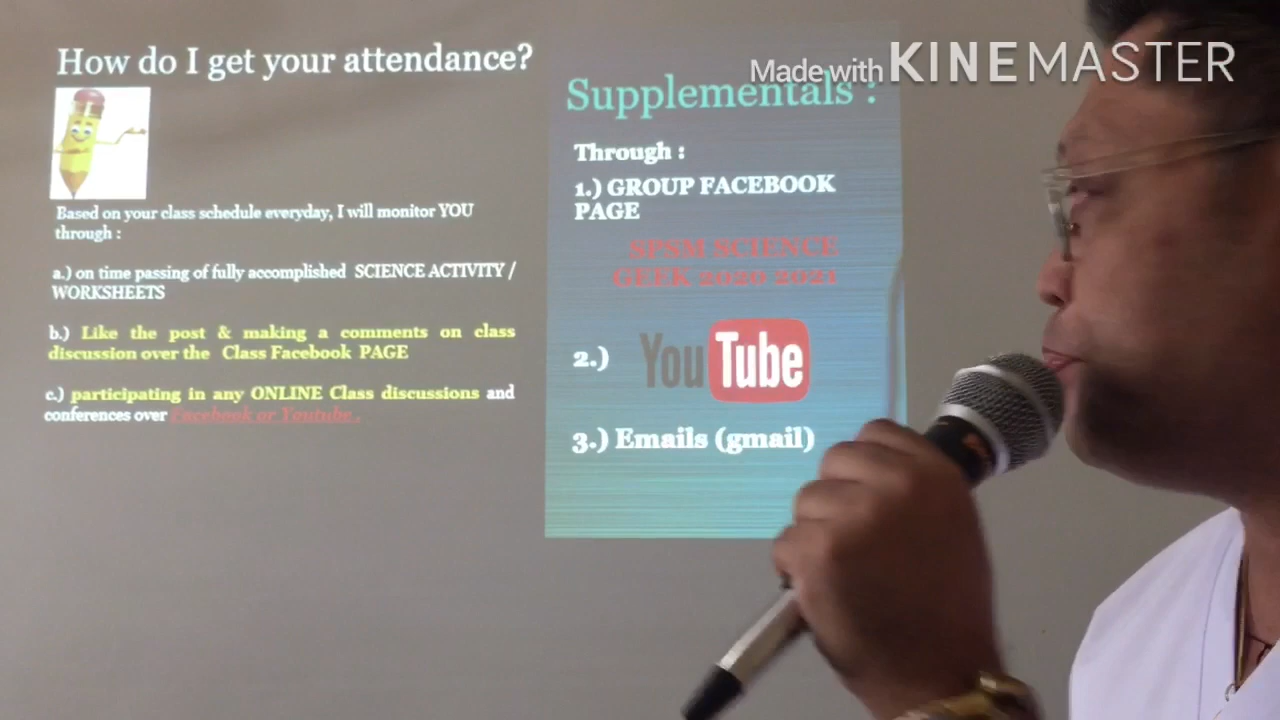 How do I get your attendance?
Based on your class schedule everyday, I will monitor YOU
through :
a.) on time passing of fully accomplished SCIENCE ACTIVITY /
WORKSHEETS
b.) Like the post & making a comments on class
discussion over the Class Facebook PAGE
c.) participating in any ONLINE Class discussions and
conferences over Facebook or Youtube .
Made with KINEMASTER
Supplementals :
Through :
1.) GROUP FACEBOOK
PAGE
SPSM SCIENCE
GEEK 2020 2021
2.) YouTube
3.) Emails (gmail)